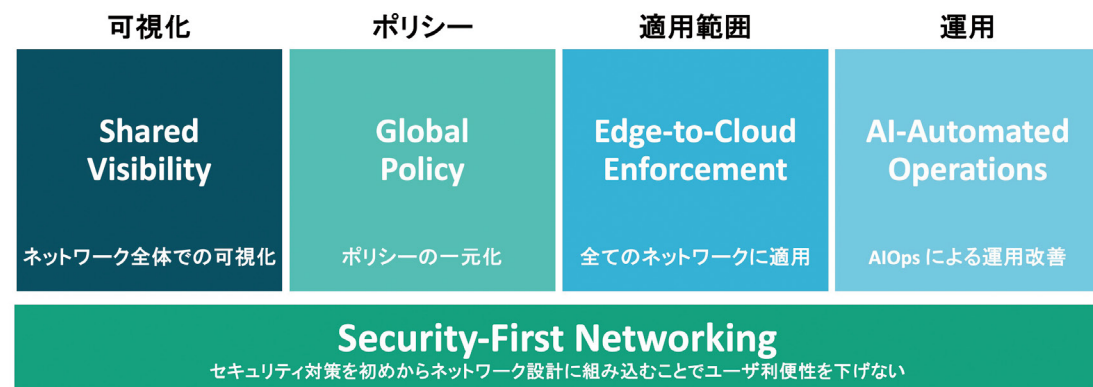 可視化
ポリシー
適用範囲
運用
Shared
Visibility
ネットワーク全体での可視化
Global
Policy
ポリシーの一元化
Edge-to-Cloud
Enforcement
全てのネットワークに適用
AI-Automated
Operations
AIOps による運用改善
Security-First Networking
セキュリティ対策を初めからネットワーク設計に組み込むことでユーザ利便性を下げない